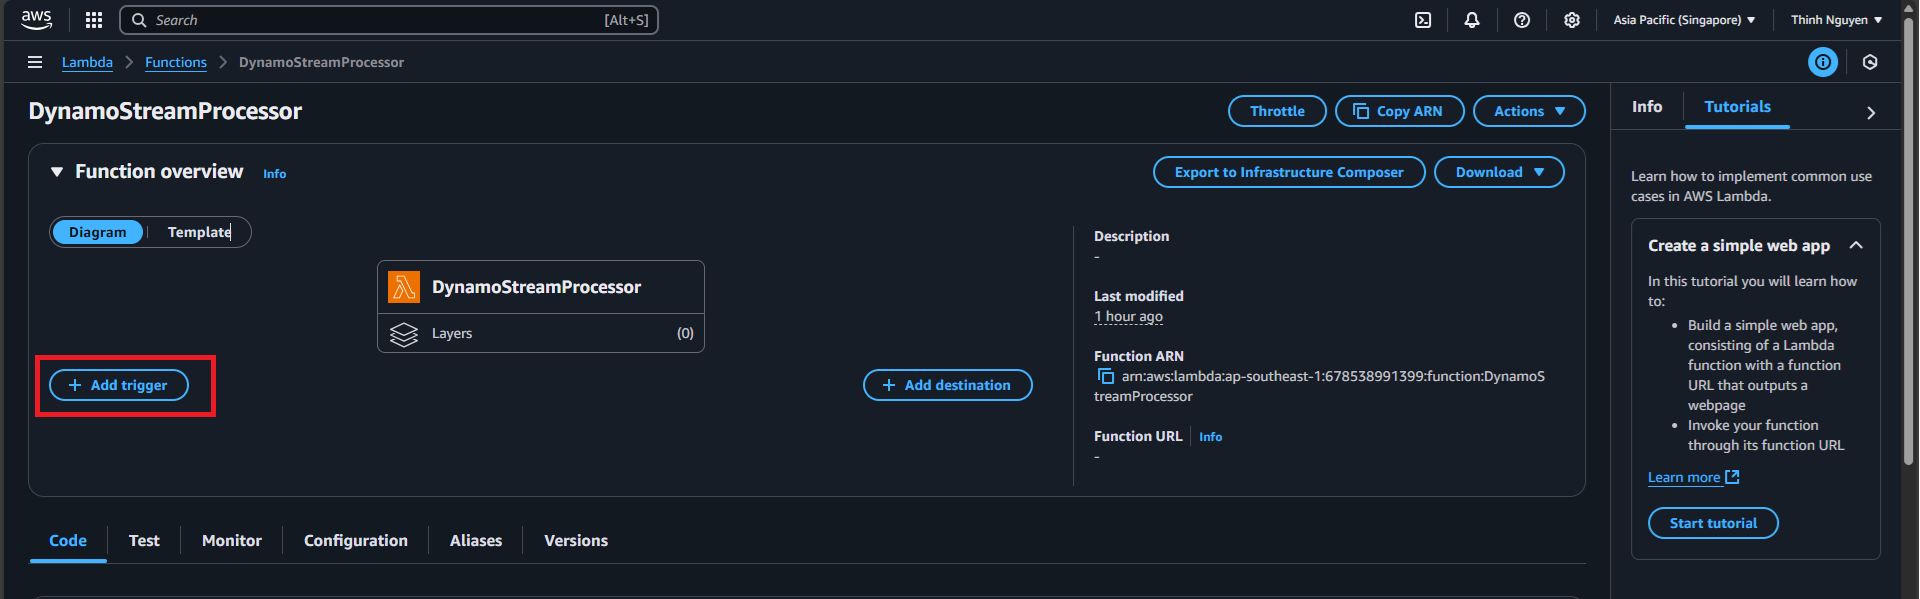 aws
Search [Alt+S]
Asia Pacific (Singapore) Thinh Nguyen
Lambda Functions DynamoStreamProcessor
DynamoStreamProcessor
Throttle Copy ARN Actions
Function overview Info
Export to Infrastructure Composer Download
Diagram Template
DynamoStreamProcessor
Layers (0)
+ Add trigger
+ Add destination
Description
-
Last modified
1 hour ago
Function ARN
arn:aws:lambda:ap-southeast-1:678538991399:function:DynamoS
treamProcessor
Function URL Info
-
Code Test Monitor Configuration Aliases Versions
Info Tutorials
Learn how to implement common use
cases in AWS Lambda.
Create a simple web app
In this tutorial you will learn how
to:
• Build a simple web app,
consisting of a Lambda
function with a function
URL that outputs a
webpage
• Invoke your function
through its function URL
Learn more
Start tutorial